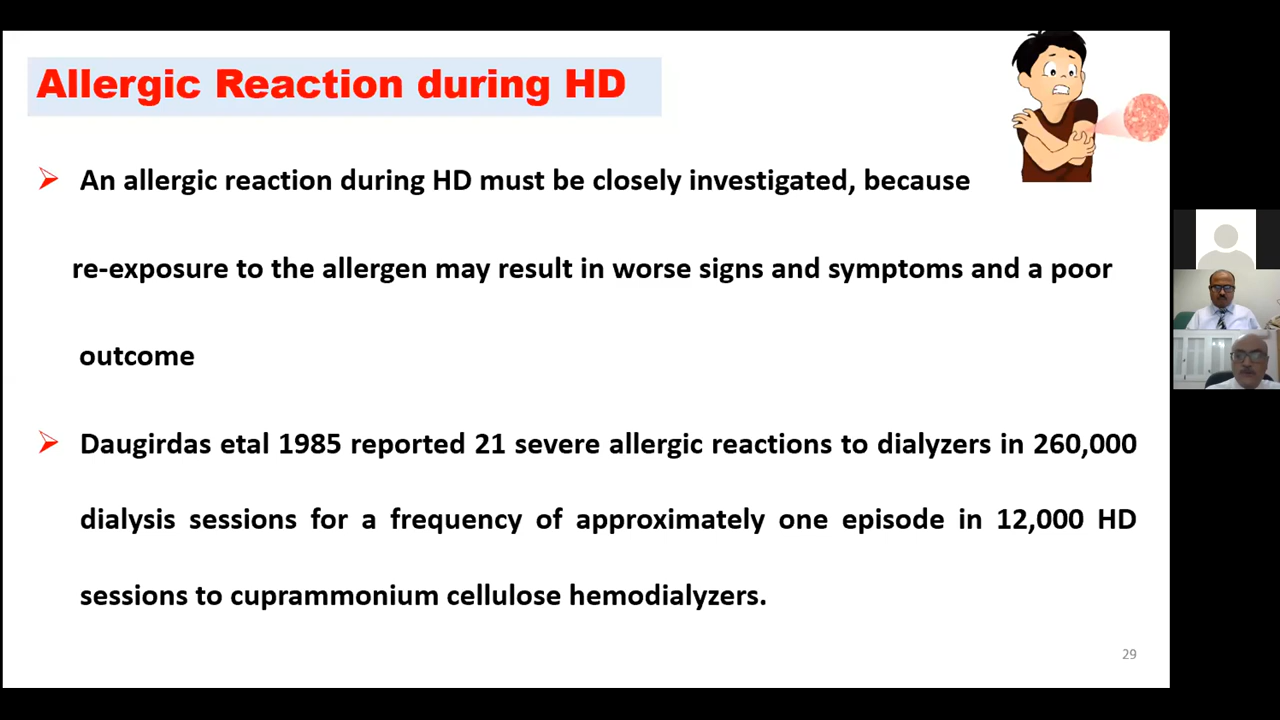 Allergic Reaction during HD
An allergic reaction during HD must be closely investigated, because
re-exposure to the allergen may result in worse signs and symptoms and a poor
outcome
Daugirdas etal 1985 reported 21 severe allergic reactions to dialyzers in 260,000
dialysis sessions for a frequency of approximately one episode in 12,000 HD
sessions to cuprammonium cellulose hemodialyzers.
29